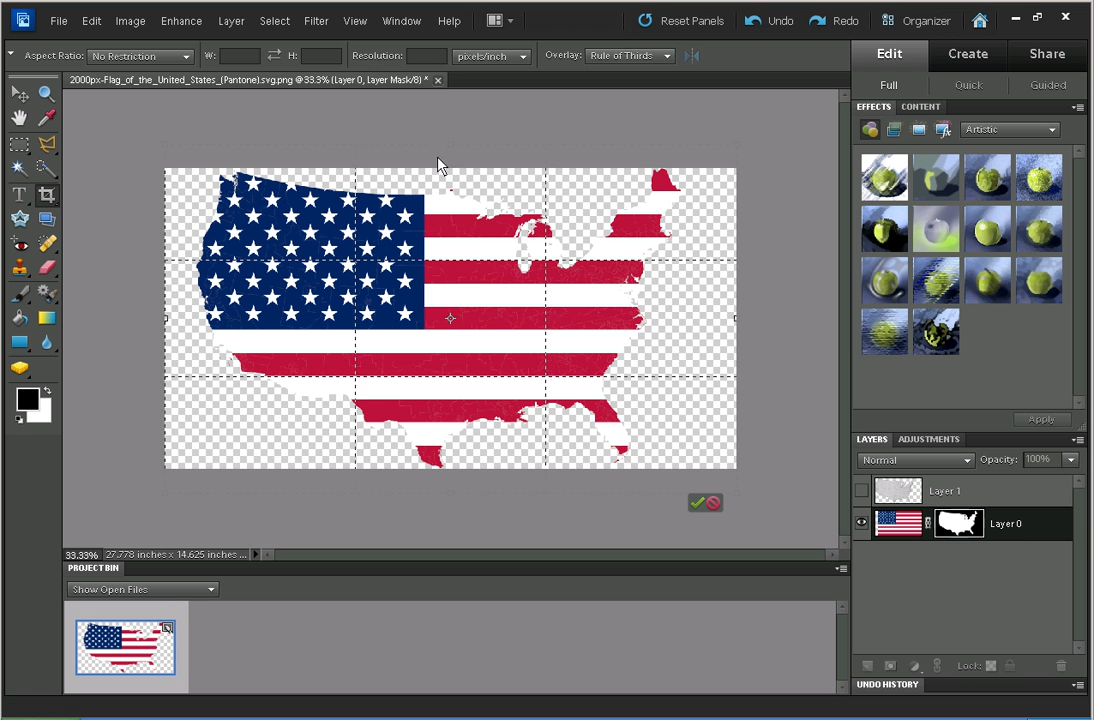 File Edit Image Enhance Layer Select Filter View Window Help Reset Panels Undo Redo Organizer
Aspect Ratio: No Restriction W: H: Resolution: pixels/inch Overlay: Rule of Thirds
Edit Create Share
2000px-Flag_of_the_United_States_(Pantone).svg.png @ 33.3% (Layer 0, Layer Mask/8) *
Full Quick Guided
EFFECTS CONTENT
Artistic
T
Apply
LAYERS ADJUSTMENTS
Normal Opacity: 100%
Layer 1
Layer 0
33.33% 27.778 inches x 14.625 inches ...
PROJECT BIN
Show Open Files
Lock:
UNDO HISTORY